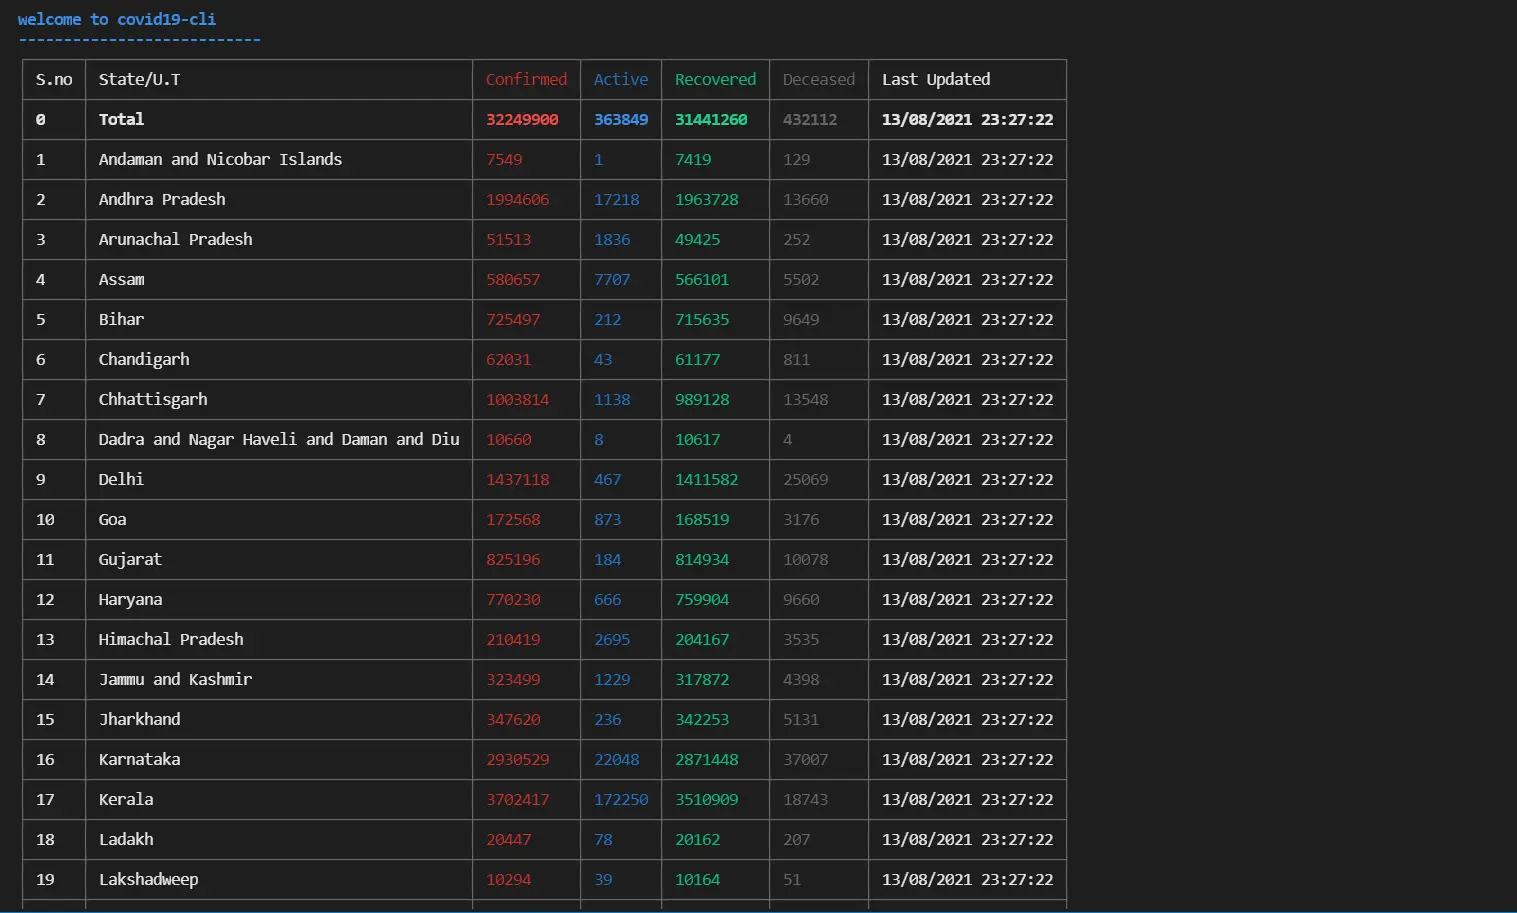 welcome to covid19-cli
---------------------------
S.no State/U.T Confirmed Active Recovered Deceased Last Updated
0 Total 32249900 363849 31441260 432112 13/08/2021 23:27:22
1 Andaman and Nicobar Islands 7549 1 7419 129 13/08/2021 23:27:22
2 Andhra Pradesh 1994606 17218 1963728 13660 13/08/2021 23:27:22
3 Arunachal Pradesh 51513 1836 49425 252 13/08/2021 23:27:22
4 Assam 580657 7707 566101 5502 13/08/2021 23:27:22
5 Bihar 725497 212 715635 9649 13/08/2021 23:27:22
6 Chandigarh 62031 43 61177 811 13/08/2021 23:27:22
7 Chhattisgarh 1003814 1138 989128 13548 13/08/2021 23:27:22
8 Dadra and Nagar Haveli and Daman and Diu 10660 8 10617 4 13/08/2021 23:27:22
9 Delhi 1437118 467 1411582 25069 13/08/2021 23:27:22
10 Goa 172568 873 168519 3176 13/08/2021 23:27:22
11 Gujarat 825196 184 814934 10078 13/08/2021 23:27:22
12 Haryana 770230 666 759904 9660 13/08/2021 23:27:22
13 Himachal Pradesh 210419 2695 204167 3535 13/08/2021 23:27:22
14 Jammu and Kashmir 323499 1229 317872 4398 13/08/2021 23:27:22
15 Jharkhand 347620 236 342253 5131 13/08/2021 23:27:22
16 Karnataka 2930529 22048 2871448 37007 13/08/2021 23:27:22
17 Kerala 3702417 172250 3510909 18743 13/08/2021 23:27:22
18 Ladakh 20447 78 20162 207 13/08/2021 23:27:22
19 Lakshadweep 10294 39 10164 51 13/08/2021 23:27:22